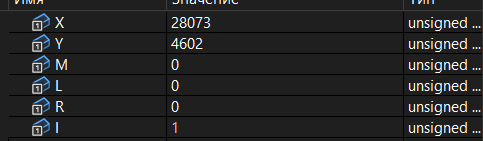 Имя Значение Тип
X 28073 unsigned ...
Y 4602 unsigned ...
M 0 unsigned ...
L 0 unsigned ...
R 0 unsigned ...
I 1 unsigned ...